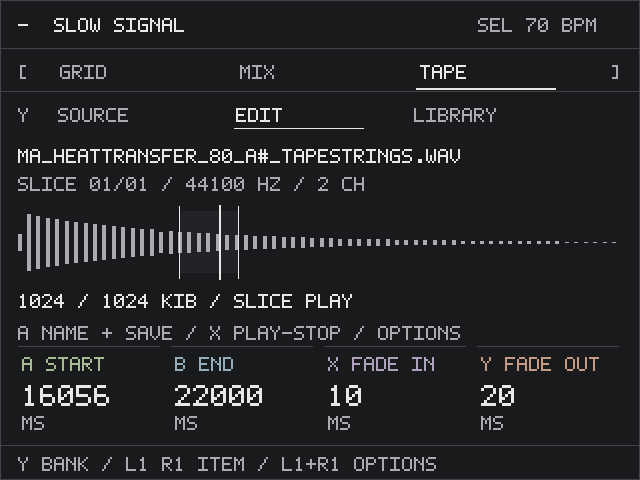 – SLOW SIGNAL SEL 70 BPM
[ GRID MIX TAPE ]
Y SOURCE EDIT LIBRARY
MA_HEATTRANSFER_80_A#_TAPESTRINGS.WAV
SLICE 01/01 / 44100 HZ / 2 CH
1024 / 1024 KIB / SLICE PLAY
A NAME + SAVE / X PLAY-STOP / OPTIONS
A START B END X FADE IN Y FADE OUT
16056 22000 10 20
MS MS MS MS
Y BANK / L1 R1 ITEM / L1+R1 OPTIONS